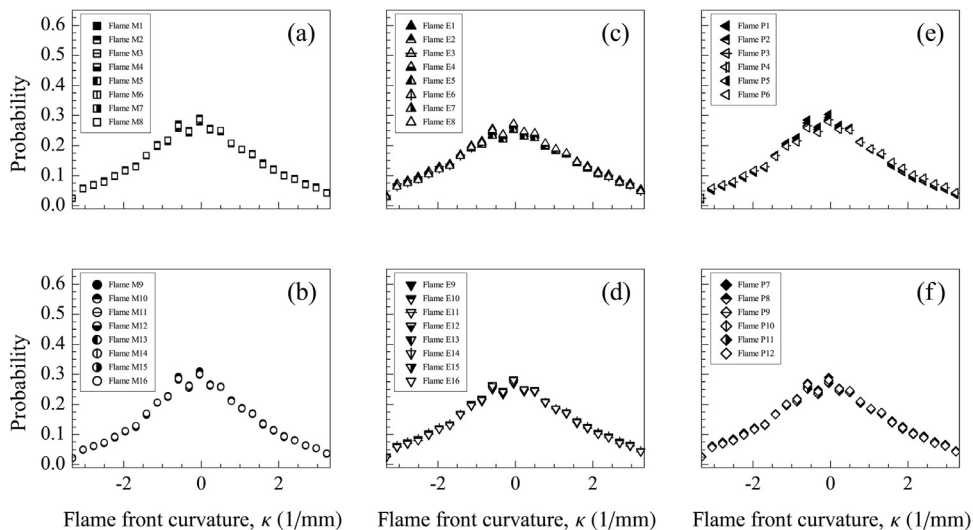 0.6
0.5
0.4
0.3
0.2
0.1
0.0
Probability
(a)
Flame M1
Flame M2
Flame M3
Flame M4
Flame M5
Flame M6
Flame M7
Flame M8
(c)
Flame E1
Flame E2
Flame E3
Flame E4
Flame E5
Flame E6
Flame E7
Flame E8
(e)
Flame P1
Flame P2
Flame P3
Flame P4
Flame P5
Flame P6
0.6
0.5
0.4
0.3
0.2
0.1
0.0
Probability
(b)
Flame M9
Flame M10
Flame M11
Flame M12
Flame M13
Flame M14
Flame M15
Flame M16
(d)
Flame E9
Flame E10
Flame E11
Flame E12
Flame E13
Flame E14
Flame E15
Flame E16
(f)
Flame P7
Flame P8
Flame P9
Flame P10
Flame P11
Flame P12
-2 0 2
-2 0 2
-2 0 2
Flame front curvature, κ (1/mm)
Flame front curvature, κ (1/mm)
Flame front curvature, κ (1/mm)